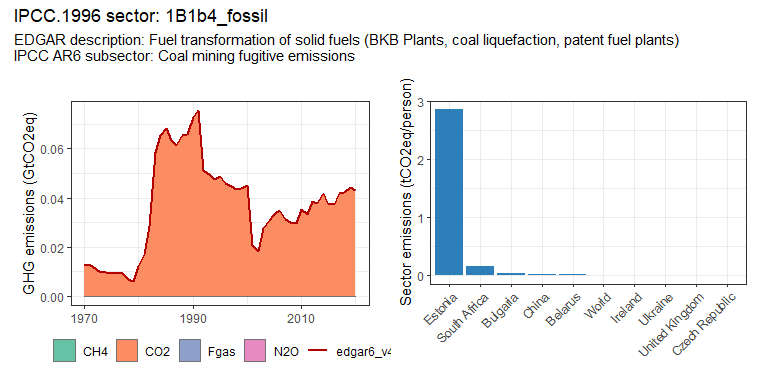 IPCC.1996 sector: 1B1b4_fossil
EDGAR description: Fuel transformation of solid fuels (BKB Plants, coal liquefaction, patent fuel plants)
IPCC AR6 subsector: Coal mining fugitive emissions
GHG emissions (GtCO2eq)
0.06
0.04
0.02
0.00
1970
1990
2010
CH4
CO2
Fgas
N2O
edgar6_v4
Sector emissions (tCO2eq/person)
3
2
1
0
Estonia
South Africa
Bulgaria
China
Belarus
World
Ireland
Ukraine
United Kingdom
Czech Republic